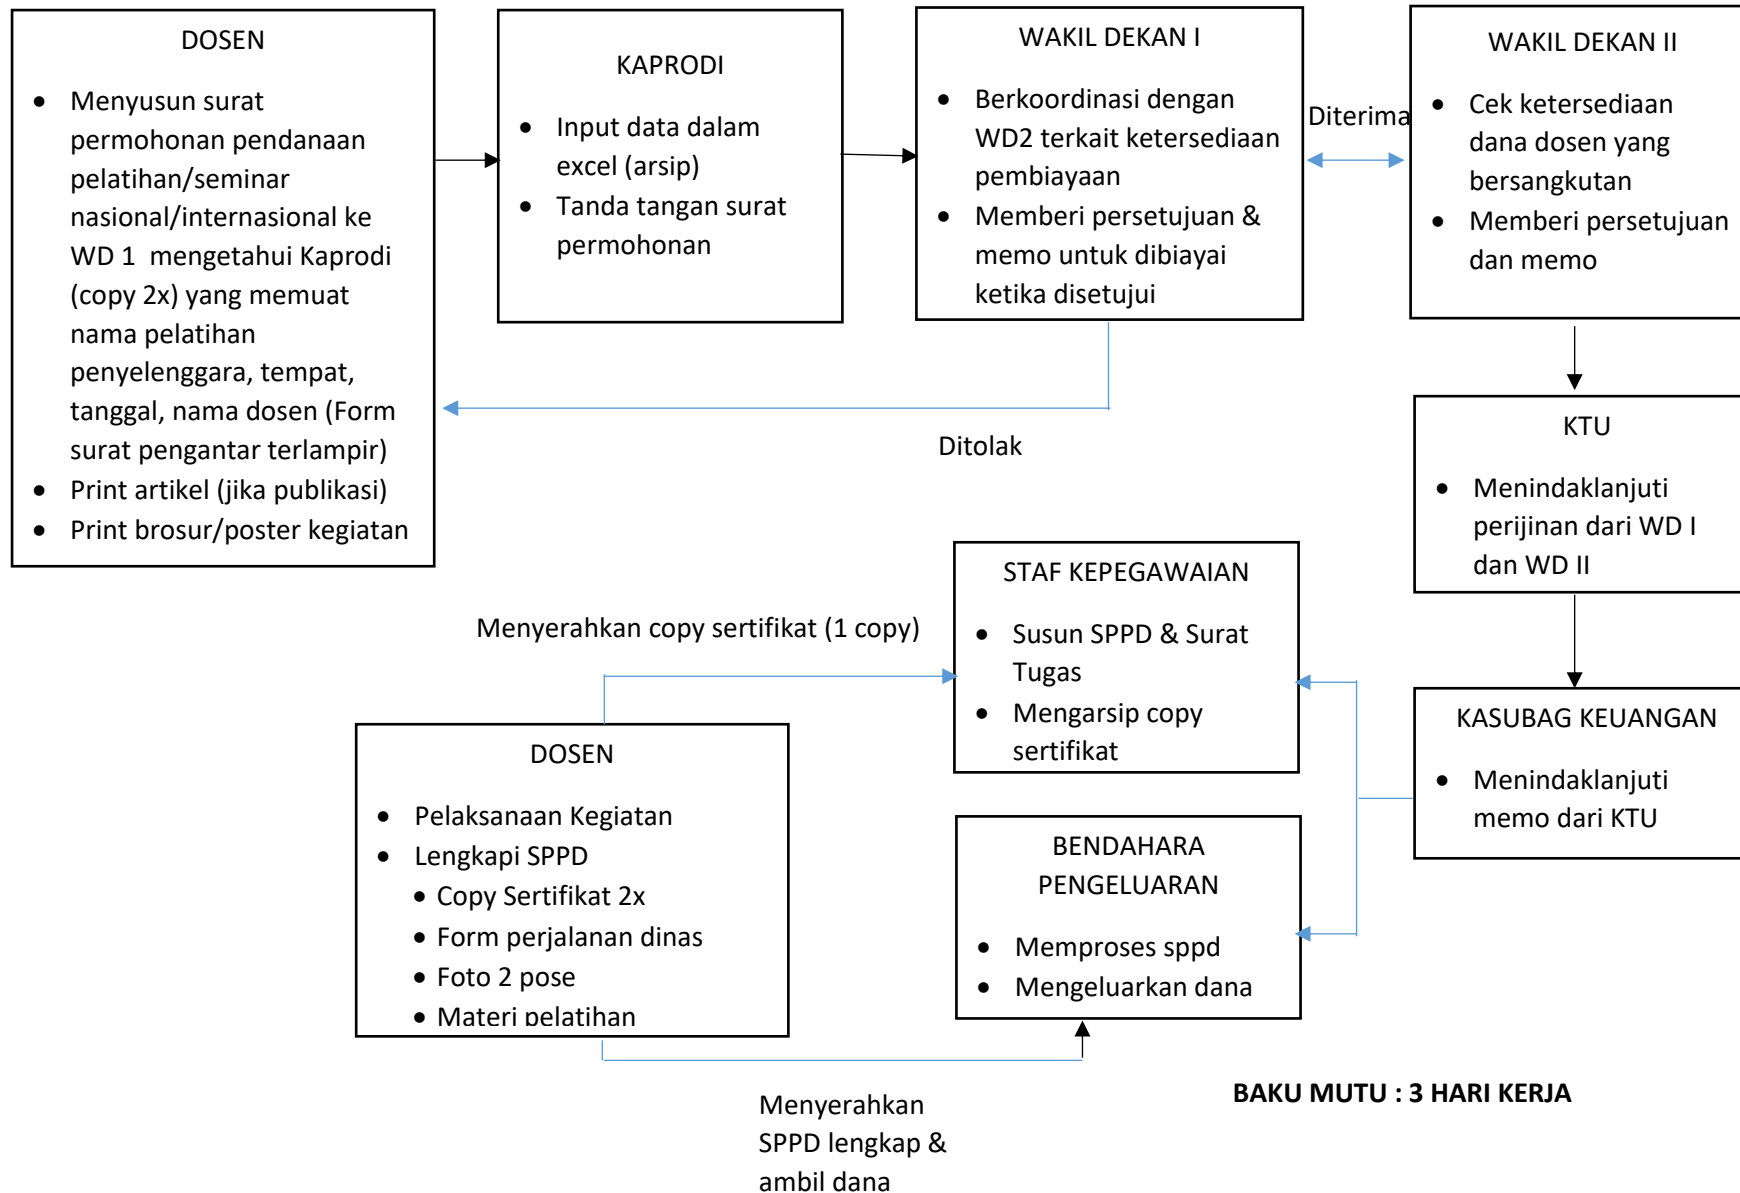 DOSEN
• Menyusun surat
permohonan pendanaan
pelatihan/seminar
nasional/internasional ke
WD 1 mengetahui Kaprodi
(copy 2x) yang memuat
nama pelatihan
penyelenggara, tempat,
tanggal, nama dosen (Form
surat pengantar terlampir)
• Print artikel (jika publikasi)
• Print brosur/poster kegiatan
KAPRODI
• Input data dalam
excel (arsip)
• Tanda tangan surat
permohonan
WAKIL DEKAN I
• Berkoordinasi dengan
WD2 terkait ketersediaan
pembiayaan
• Memberi persetujuan &
memo untuk dibiayai
ketika disetujui
Diterima
WAKIL DEKAN II
• Cek ketersediaan
dana dosen yang
bersangkutan
• Memberi persetujuan
dan memo
Ditolak
KTU
• Menindaklanjuti
perijinan dari WD I
dan WD II
STAF KEPEGAWAIAN
• Susun SPPD & Surat
Tugas
• Mengarsip copy
sertifikat
Menyerahkan copy sertifikat (1 copy)
KASUBAG KEUANGAN
• Menindaklanjuti
memo dari KTU
DOSEN
• Pelaksanaan Kegiatan
• Lengkapi SPPD
• Copy Sertifikat 2x
• Form perjalanan dinas
• Foto 2 pose
• Materi pelatihan
BENDAHARA
PENGELUARAN
• Memproses sppd
• Mengeluarkan dana
Menyerahkan
SPPD lengkap &
ambil dana
BAKU MUTU : 3 HARI KERJA